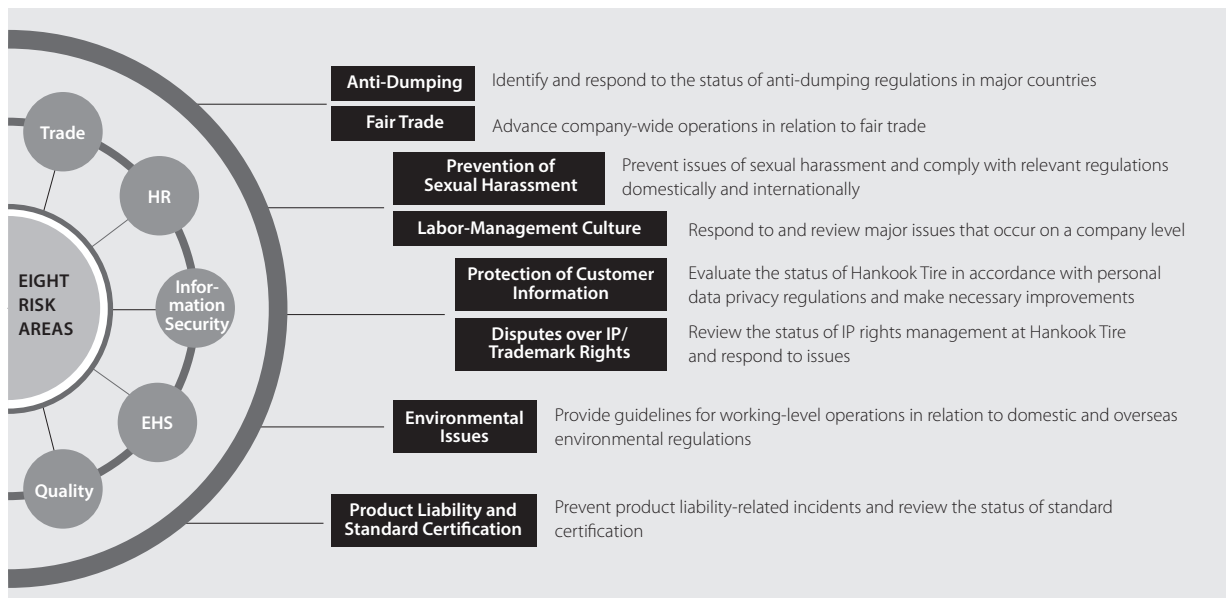 EIGHT
RISK
AREAS
Trade
HR
Infor-
mation
Security
EHS
Quality
Anti-Dumping
Identify and respond to the status of anti-dumping regulations in major countries
Fair Trade
Advance company-wide operations in relation to fair trade
Prevention of
Sexual Harassment
Prevent issues of sexual harassment and comply with relevant regulations
domestically and internationally
Labor-Management Culture
Respond to and review major issues that occur on a company level
Protection of Customer
Information
Evaluate the status of Hankook Tire in accordance with personal
data privacy regulations and make necessary improvements
Disputes over IP/
Trademark Rights
Review the status of IP rights management at Hankook Tire
and respond to issues
Environmental
Issues
Provide guidelines for working-level operations in relation to domestic and overseas
environmental regulations
Product Liability and
Standard Certification
Prevent product liability-related incidents and review the status of standard
certification